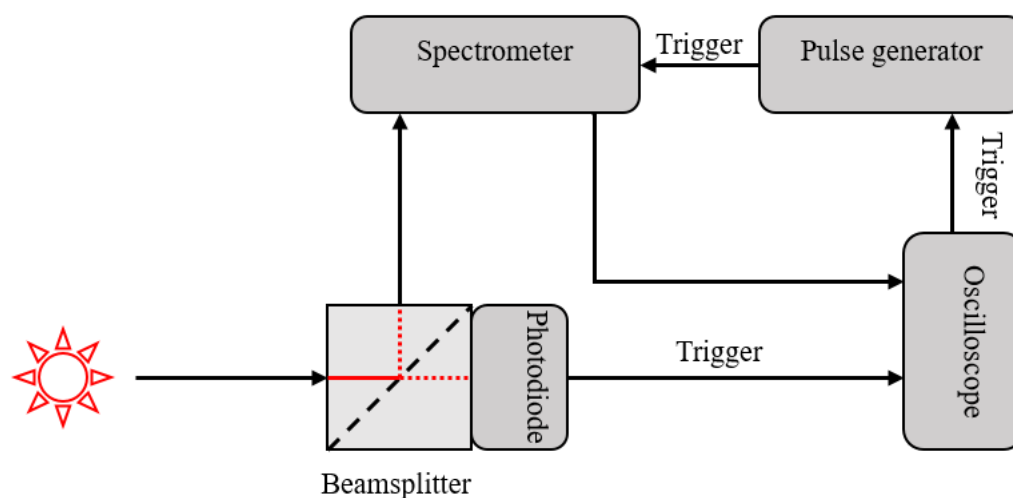 Spectrometer
Trigger
Pulse generator
Trigger
Oscilloscope
Photodiode
Trigger
Beamsplitter